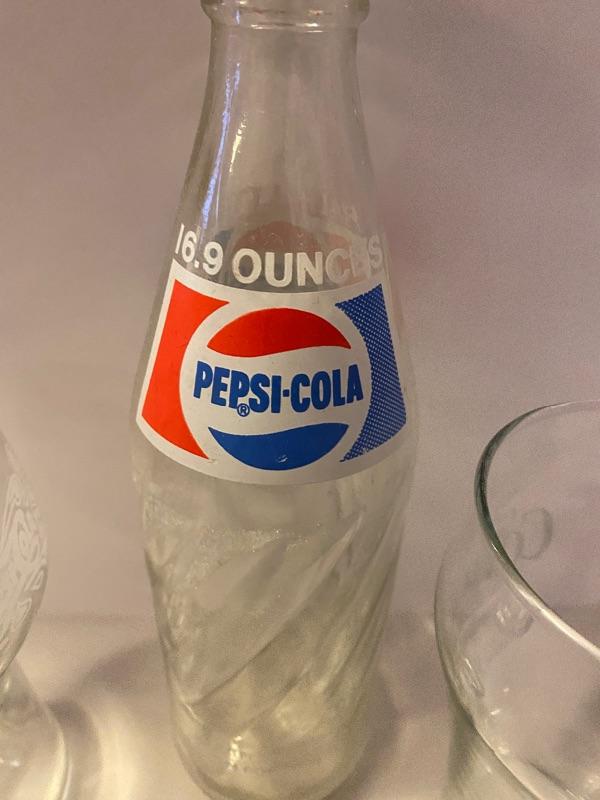 16.9 OUNCES
PEPSI-COLA
®